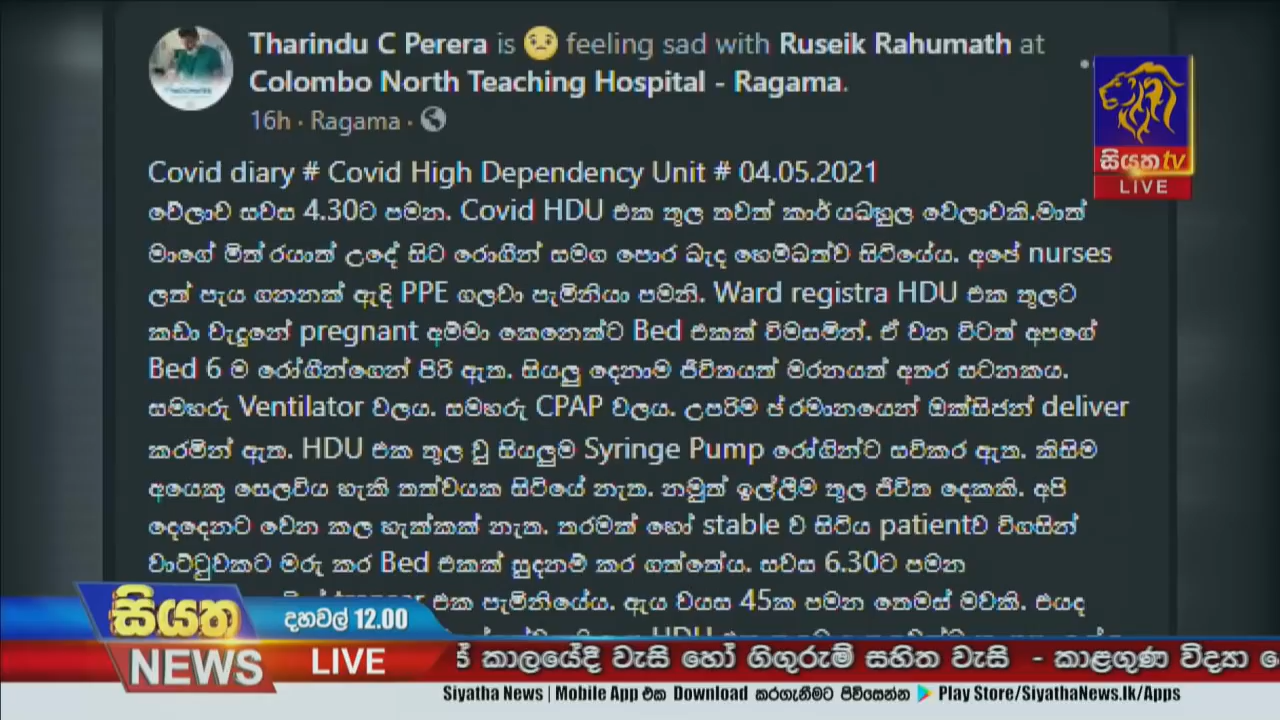 Tharindu C Perera is 😟 feeling sad with Ruseik Rahumath at
Colombo North Teaching Hospital - Ragama.
16h · Ragama ·
Covid diary # Covid High Dependency Unit # 04.05.2021
වේලාව සවස 4.30ට පමන. Covid HDU එක තුල තවත් කාර්යබහුල වෙලාවකි.මාත්
මාගේ මිත්‍රයාත් උදේ සිට රොගීන් සමග පොර බැද හෙම්බත්ව සිටියේය. අපේ nurses
ලත් පැය ගනනක් ඇදි PPE ගලවා පැමිනියා පමනි. Ward registra HDU එක තුලට
කඩා වැදුනේ pregnant අම්මා කෙනෙක්ට Bed එකක් විමසමින්. ඒ වන විටත් අපගේ
Bed 6 ම රෝගීන්ගෙන් පිරි ඇත. සියලු දෙනාම ජීවිතයත් මරනයත් අතර සටනකය.
සමහරු Ventilator වලය. සමහරු CPAP වලය. උපරිම ප්‍රමානයෙන් ඔක්සිජන් deliver
කරමින් ඇත. HDU එක තුල වූ සියලුම Syringe Pump රෝගින්ට සවිකර ඇත. කිසිම
අයෙකු සෙලවිය හැකි තත්වයක සිටියේ නැත. නමුත් ඉල්ලීම තුල ජීවිත දෙකකි. අපි
දෙදෙනට වෙන කල හැක්කක් නැත. තරමක් හෝ stable ව සිටිය patientව විගසින්
වාට්ටුවකට මරු කර Bed එකක් සුදනම් කර ගත්තේය. සවස 6.30ට පමන
එක පැමිනියේය. ඇය වයස 45ක පමන තෙමස් මවකි. එයද
සියත tv
LIVE
සියත
NEWS
දහවල් 12.00
LIVE
කාලයේදී වැසි හෝ ගිගුරුම් සහිත වැසි - කාළගුණ විද්‍යා
Siyatha News | Mobile App එක Download කරගැනීමට පිවිසෙන්න Play Store/SiyathaNews.lk/Apps